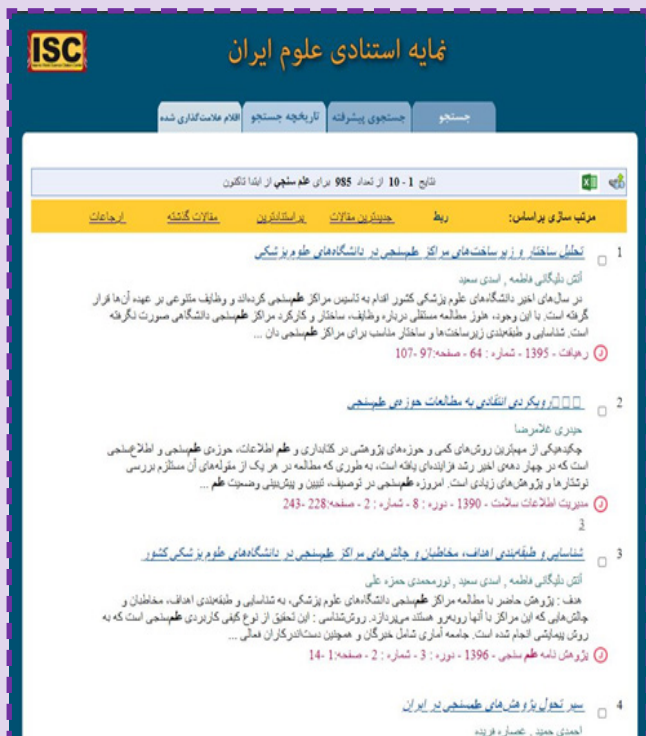 ISC
نمایه استنادی علوم ایران
جستجو
جستجوی پیشرفته
تاریخچه جستجو
اقلام علامت‌گذاری شده
نتایج 1 - 10 از تعداد 985 برای علم سنجي از ابتدا تاکنون
مرتب سازی براساس: ربط جدیدترین مقالات پراستنادترین مقالات گذشته ارجاعات
1 تحلیل ساختار و زیرساخت‌های مراکز علم‌سنجی در دانشگاه‌های علوم پزشکی
آتش دلیگانی فاطمه , اسدی سعید
در سال‌های اخیر دانشگاه‌های علوم پزشکی کشور اقدام به تاسیس مراکز علم‌سنجی کرده‌اند و وظایف متنوعی بر عهده آن‌ها قرار
گرفته است. با این وجود، هنوز مطالعه مستقلی درباره وظایف، ساختار و کارکرد مراکز علم‌سنجی دانشگاهی صورت نگرفته
است. شناسایی و طبقه‌بندی زیرساخت‌ها و ساختار مناسب برای مراکز علم‌سنجی دان ...
رهیافت - 1395 - شماره : 64 - صفحه:97 -107
2 رویکردی انتقادی به مطالعات حوزه‌ی علم‌سنجی
حیدری غلامرضا
چکیدهیکی از مهم‌ترین روش‌های کمی و حوزه‌های پژوهشی در کتابداری و علم اطلاعات، حوزه‌ی علم‌سنجی و اطلاع‌سنجی
است که در چهار دهه‌ی اخیر رشد فزاینده‌ای یافته است، به طوری که مطالعه در هر یک از مقوله‌های آن مستلزم بررسی
نوشتارها و پژوهش‌های زیادی است. امروزه علم‌سنجی در توصیف، تبیین و پیش‌بینی وضعیت علم ...
مدیریت اطلاعات سلامت - 1390 - دوره : 8 - شماره : 2 - صفحه:228 -243
3
3 شناسایی و طبقه‌بندی اهداف، مخاطبان و چالش‌های مراکز علم‌سنجی در دانشگاه‌های علوم پزشکی کشور
آتش دلیگانی فاطمه , اسدی سعید , نورمحمدی حمزه علی
هدف : پژوهش حاضر با مطالعه مراکز علم‌سنجی دانشگاه‌های علوم پزشکی، به شناسایی و طبقه‌بندی اهداف، مخاطبان و
چالش‌هایی که این مراکز با آنها روبه‌رو هستند می‌پردازد. روش‌شناسی : این تحقیق از نوع کیفی کاربردی علم‌سنجی است که به
روش پیمایشی انجام شده است. جامعه آماری شامل خبرگان و همچنین دست‌اندرکاران فعالی ...
پژوهش نامه علم سنجی - 1396 - دوره : 3 - شماره : 2 - صفحه:1 -14
4 سیر تحول پژوهش‌های علم‌سنجی در ایران
احمدی حمید , عصاره فریده